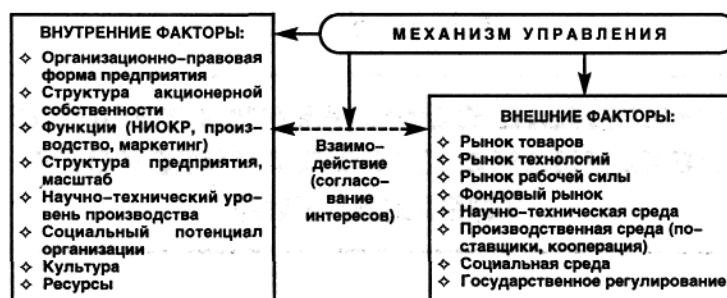 МЕХАНИЗМ УПРАВЛЕНИЯ
ВНУТРЕННИЕ ФАКТОРЫ:
✧ Организационно-правовая
форма предприятия
✧ Структура акционерной
собственности
✧ Функции (НИОКР, произ-
водство, маркетинг)
✧ Структура предприятия,
масштаб
✧ Научно-технический уро-
вень производства
✧ Социальный потенциал
организации
✧ Культура
✧ Ресурсы
Взаимо-
действие
(согласо-
вание
интересов)
ВНЕШНИЕ ФАКТОРЫ:
✧ Рынок товаров
✧ Рынок технологий
✧ Рынок рабочей силы
✧ Фондовый рынок
✧ Научно-техническая среда
✧ Производственная среда (по-
ставщики, кооперация)
✧ Социальная среда
✧ Государственное регулирование